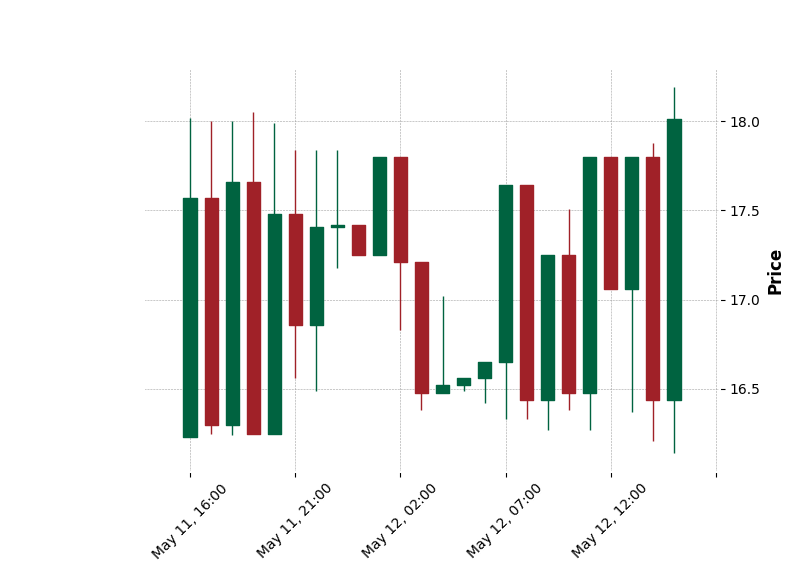 18.0
17.5
17.0
16.5
Price
May 11, 16:00
May 11, 21:00
May 12, 02:00
May 12, 07:00
May 12, 12:00